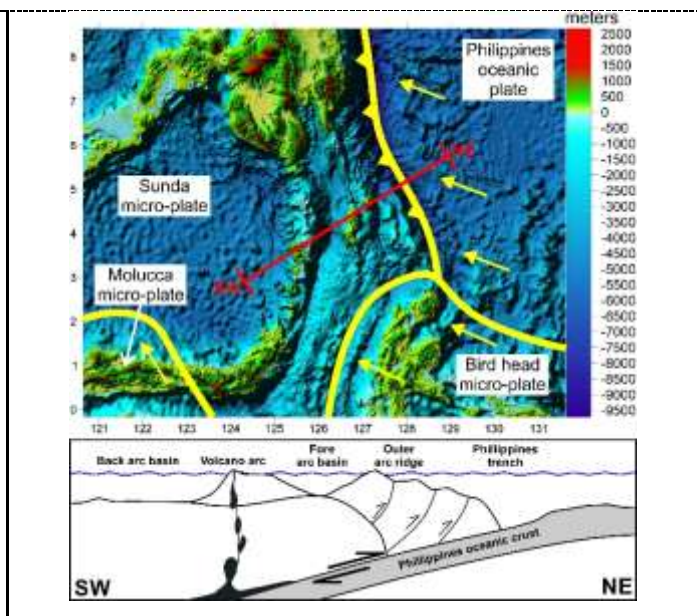 meters
Philippines
oceanic
plate
Sunda
micro-plate
Molucca
micro-plate
Bird head
micro-plate
2500
2000
1500
1000
500
0
-500
-1000
-1500
-2000
-2500
-3000
-3500
-4000
-4500
-5000
-5500
-6000
-6500
-7000
-7500
-8000
-8500
-9000
-9500
8
7
6
5
4
3
2
1
0
121 122 123 124 125 126 127 128 129 130 131
Back arc basin Volcano arc Fore arc basin Outer arc ridge Phillippines trench
Phillippines oceanic crust
SW NE